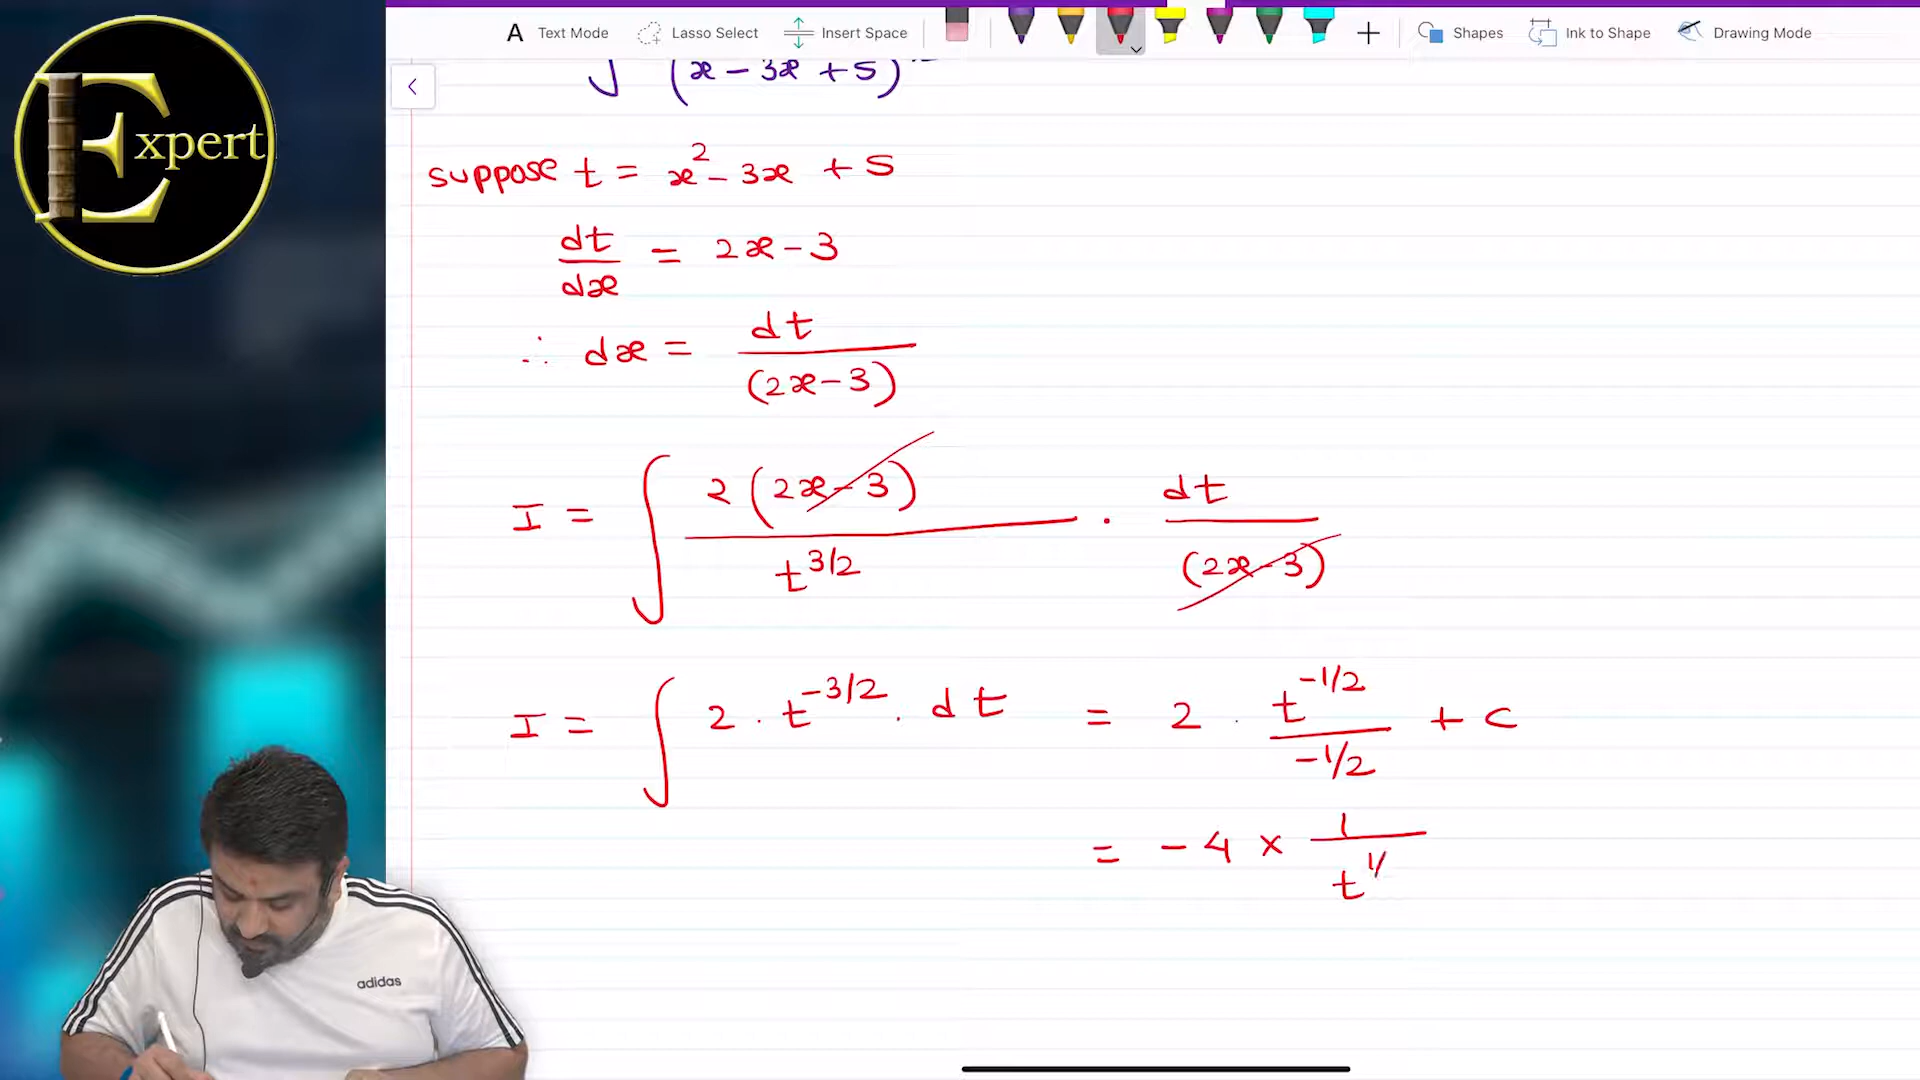 Expert
A Text Mode Lasso Select Insert Space + Shapes Ink to Shape Drawing Mode
∫ (x - 3x + 5)
suppose t = x² - 3x + 5
dt/dx = 2x - 3
∴ dx = dt/(2x - 3)
I = ∫ 2(2x - 3)/t^3/2 . dt/(2x - 3)
I = ∫ 2 . t^-3/2 . dt = 2 . t^-1/2/-1/2 + c
= -4 × 1/t^1/
adidas